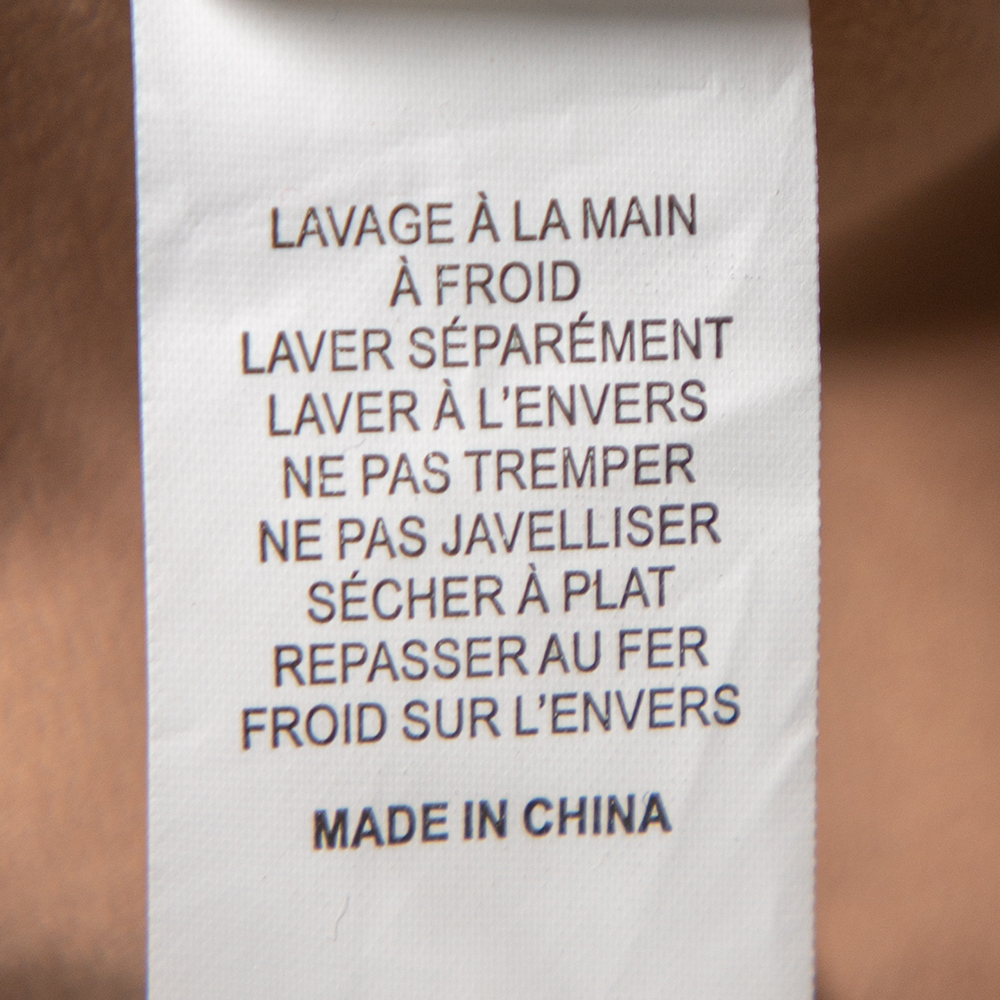 LAVAGE À LA MAIN
À FROID
LAVER SÉPARÉMENT
LAVER À L'ENVERS
NE PAS TREMPER
NE PAS JAVELLISER
SÉCHER À PLAT
REPASSER AU FER
FROID SUR L'ENVERS
MADE IN CHINA